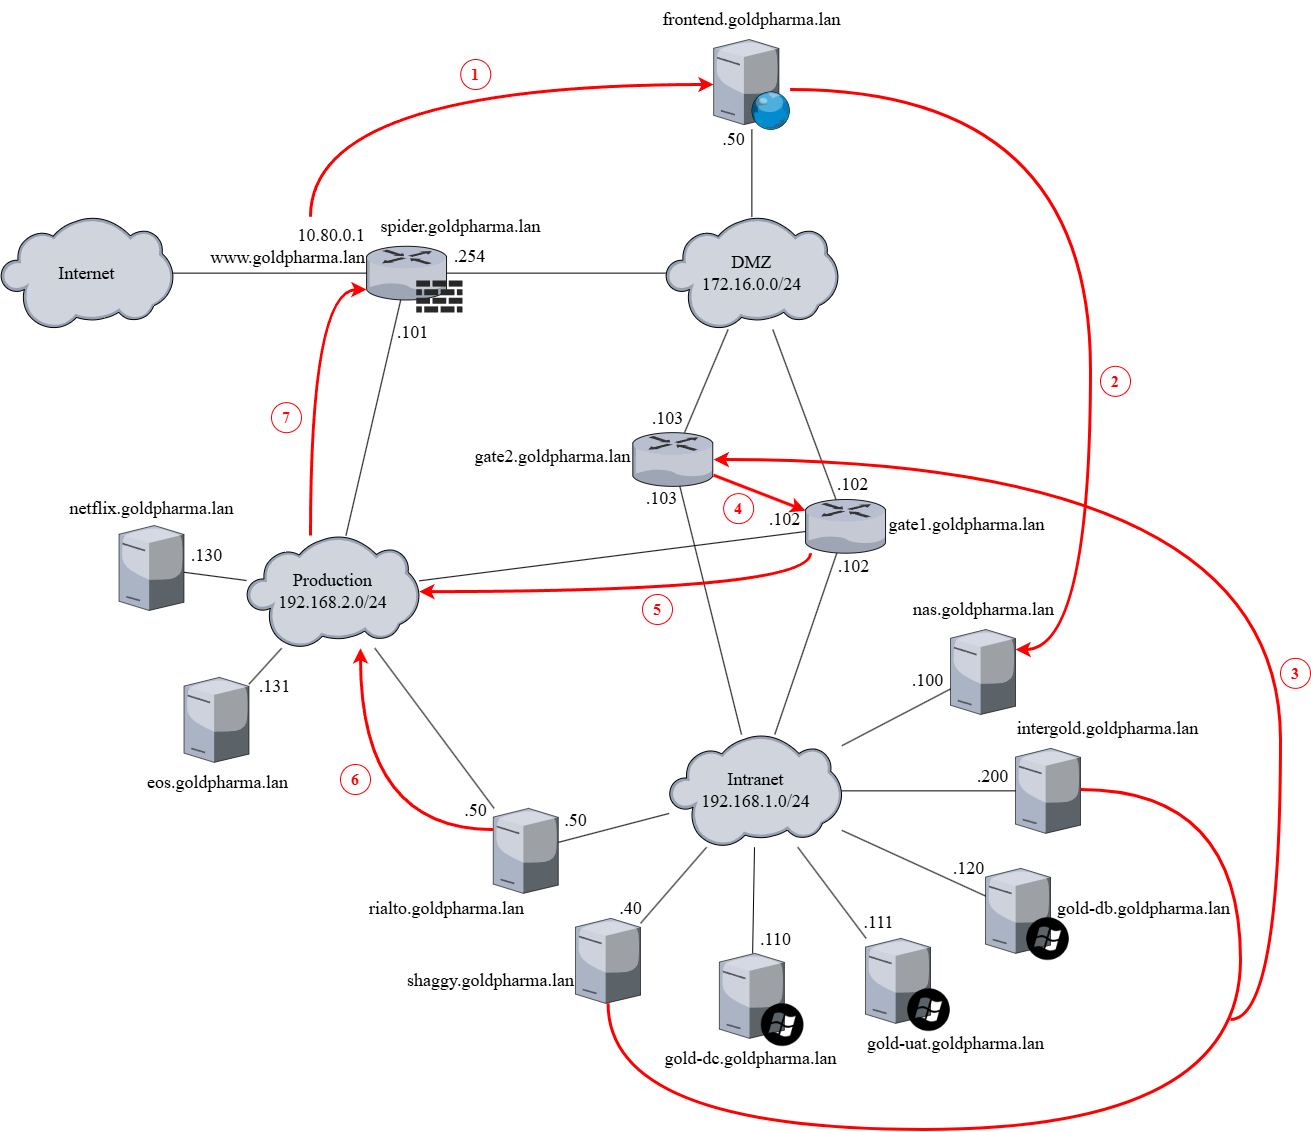 frontend.goldpharma.lan
1
.50
spider.goldpharma.lan
10.80.0.1
www.goldpharma.lan
.254
Internet
DMZ
172.16.0.0/24
.101
2
7
.103
gate2.goldpharma.lan
.103
4
.102
.102
gate1.goldpharma.lan
.102
netflix.goldpharma.lan
.130
Production
192.168.2.0/24
5
nas.goldpharma.lan
.100
3
.131
eos.goldpharma.lan
6
intergold.goldpharma.lan
.200
Intranet
192.168.1.0/24
.50
.50
rialto.goldpharma.lan
.120
gold-db.goldpharma.lan
.40
.111
.110
shaggy.goldpharma.lan
gold-uat.goldpharma.lan
gold-dc.goldpharma.lan